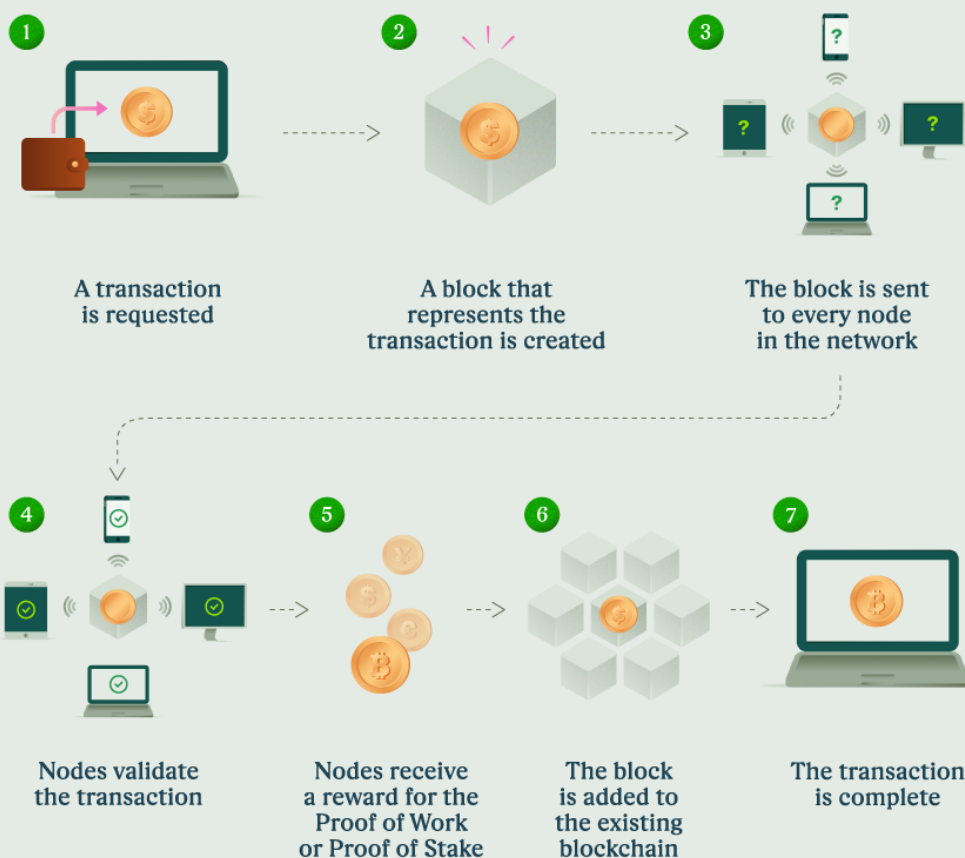 1
A transaction
is requested
2
A block that
represents the
transaction is created
3
?
?
?
?
The block is sent
to every node
in the network
4
Nodes validate
the transaction
5
Nodes receive
a reward for the
Proof of Work
or Proof of Stake
6
The block
is added to
the existing
blockchain
7
The transaction
is complete